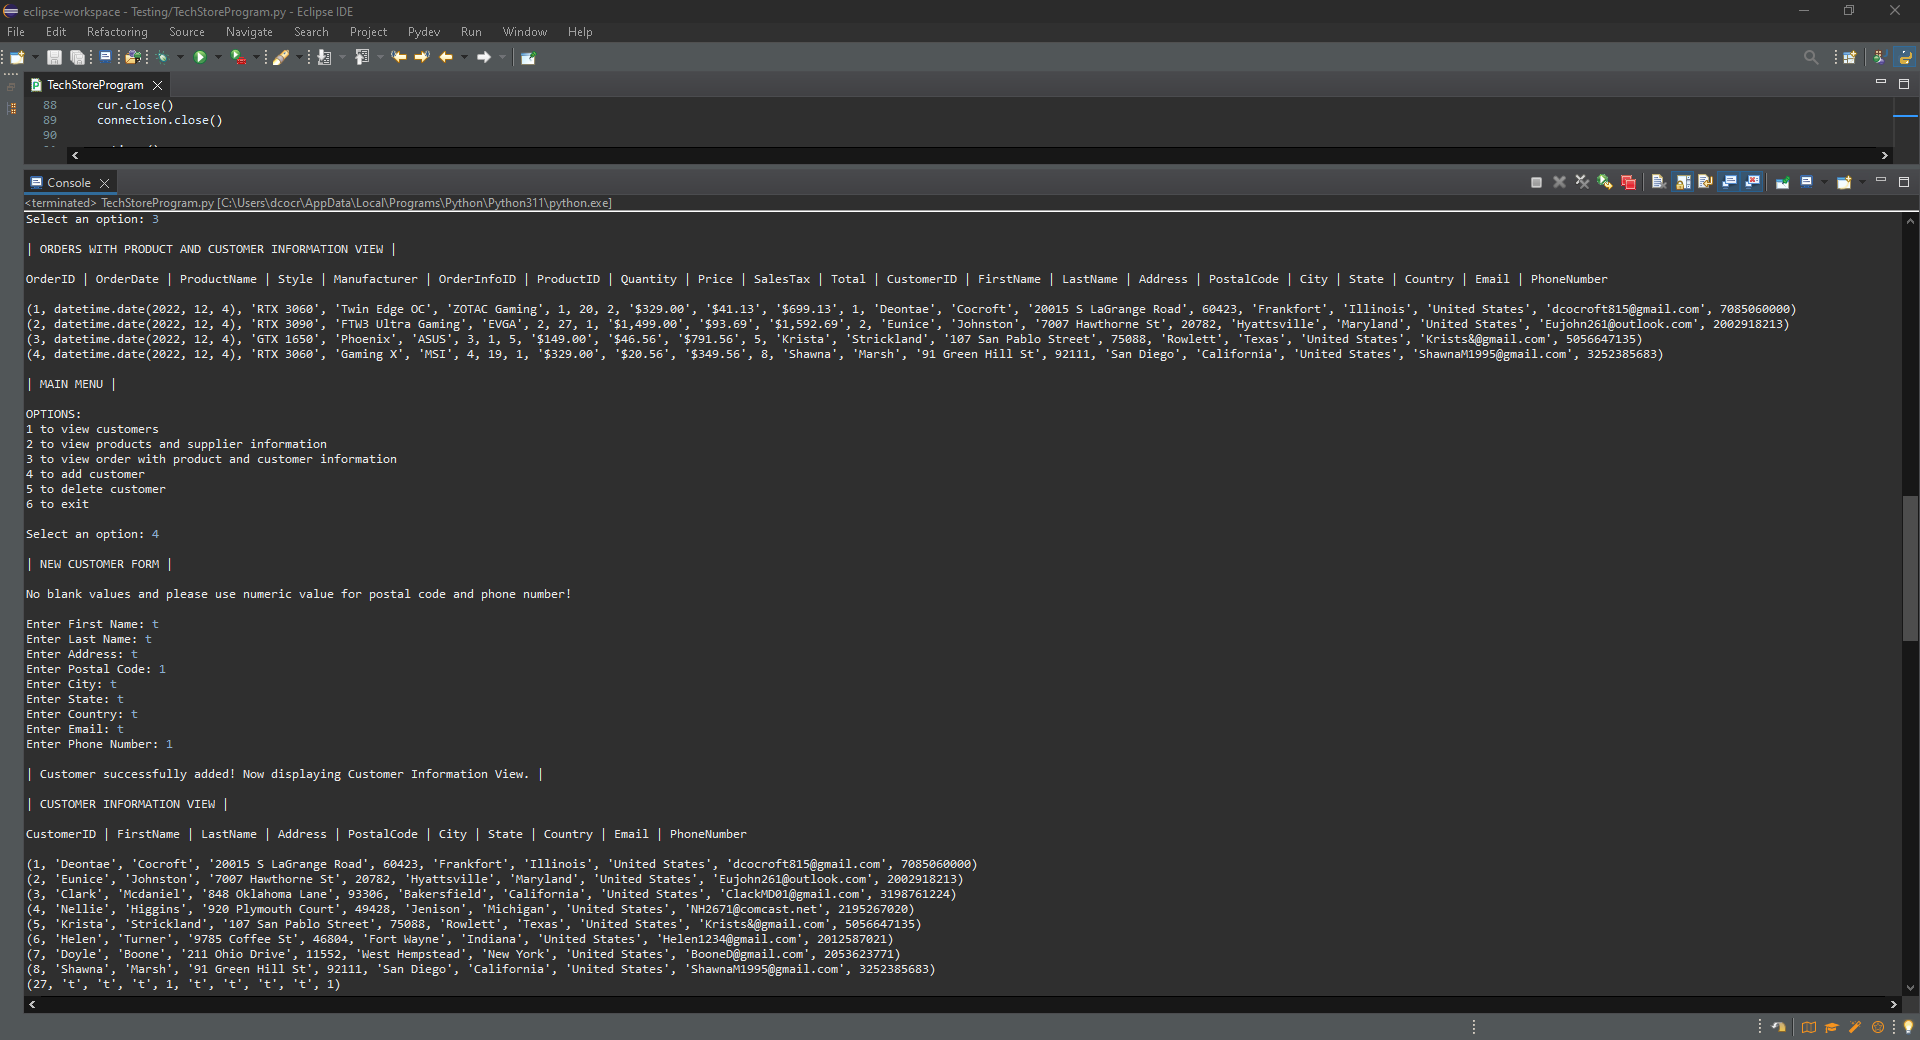 eclipse-workspace - Testing/TechStoreProgram.py - Eclipse IDE
File Edit Refactoring Source Navigate Search Project Pydev Run Window Help
TechStoreProgram
88 cur.close()
89 connection.close()
90
Console
<terminated> TechStoreProgram.py [C:\Users\dcocr\AppData\Local\Programs\Python\Python311\python.exe]
Select an option: 3
| ORDERS WITH PRODUCT AND CUSTOMER INFORMATION VIEW |
OrderID | OrderDate | ProductName | Style | Manufacturer | OrderInfoID | ProductID | Quantity | Price | SalesTax | Total | CustomerID | FirstName | LastName | Address | PostalCode | City | State | Country | Email | PhoneNumber
(1, datetime.date(2022, 12, 4), 'RTX 3060', 'Twin Edge OC', 'ZOTAC Gaming', 1, 20, 2, '$329.00', '$41.13', '$699.13', 1, 'Deontae', 'Cocroft', '20015 S LaGrange Road', 60423, 'Frankfort', 'Illinois', 'United States', 'dcocroft815@gmail.com', 7085060000)
(2, datetime.date(2022, 12, 4), 'RTX 3090', 'FTW3 Ultra Gaming', 'EVGA', 2, 27, 1, '$1,499.00', '$93.69', '$1,592.69', 2, 'Eunice', 'Johnston', '7007 Hawthorne St', 20782, 'Hyattsville', 'Maryland', 'United States', 'Eujohn261@outlook.com', 2002918213)
(3, datetime.date(2022, 12, 4), 'GTX 1650', 'Phoenix', 'ASUS', 3, 1, 5, '$149.00', '$46.56', '$791.56', 5, 'Krista', 'Strickland', '107 San Pablo Street', 75088, 'Rowlett', 'Texas', 'United States', 'Krists&@gmail.com', 5056647135)
(4, datetime.date(2022, 12, 4), 'RTX 3060', 'Gaming X', 'MSI', 4, 19, 1, '$329.00', '$20.56', '$349.56', 8, 'Shawna', 'Marsh', '91 Green Hill St', 92111, 'San Diego', 'California', 'United States', 'ShawnaM1995@gmail.com', 3252385683)
| MAIN MENU |
OPTIONS:
1 to view customers
2 to view products and supplier information
3 to view order with product and customer information
4 to add customer
5 to delete customer
6 to exit
Select an option: 4
| NEW CUSTOMER FORM |
No blank values and please use numeric value for postal code and phone number!
Enter First Name: t
Enter Last Name: t
Enter Address: t
Enter Postal Code: 1
Enter City: t
Enter State: t
Enter Country: t
Enter Email: t
Enter Phone Number: 1
| Customer successfully added! Now displaying Customer Information View. |
| CUSTOMER INFORMATION VIEW |
CustomerID | FirstName | LastName | Address | PostalCode | City | State | Country | Email | PhoneNumber
(1, 'Deontae', 'Cocroft', '20015 S LaGrange Road', 60423, 'Frankfort', 'Illinois', 'United States', 'dcocroft815@gmail.com', 7085060000)
(2, 'Eunice', 'Johnston', '7007 Hawthorne St', 20782, 'Hyattsville', 'Maryland', 'United States', 'Eujohn261@outlook.com', 2002918213)
(3, 'Clark', 'Mcdaniel', '848 Oklahoma Lane', 93306, 'Bakersfield', 'California', 'United States', 'ClackMD01@gmail.com', 3198761224)
(4, 'Nellie', 'Higgins', '920 Plymouth Court', 49428, 'Jenison', 'Michigan', 'United States', 'NH2671@comcast.net', 2195267020)
(5, 'Krista', 'Strickland', '107 San Pablo Street', 75088, 'Rowlett', 'Texas', 'United States', 'Krists&@gmail.com', 5056647135)
(6, 'Helen', 'Turner', '9785 Coffee St', 46804, 'Fort Wayne', 'Indiana', 'United States', 'Helen1234@gmail.com', 2012587021)
(7, 'Doyle', 'Boone', '211 Ohio Drive', 11552, 'West Hempstead', 'New York', 'United States', 'BooneD@gmail.com', 2053623771)
(8, 'Shawna', 'Marsh', '91 Green Hill St', 92111, 'San Diego', 'California', 'United States', 'ShawnaM1995@gmail.com', 3252385683)
(27, 't', 't', 't', 1, 't', 't', 't', 't', 1)